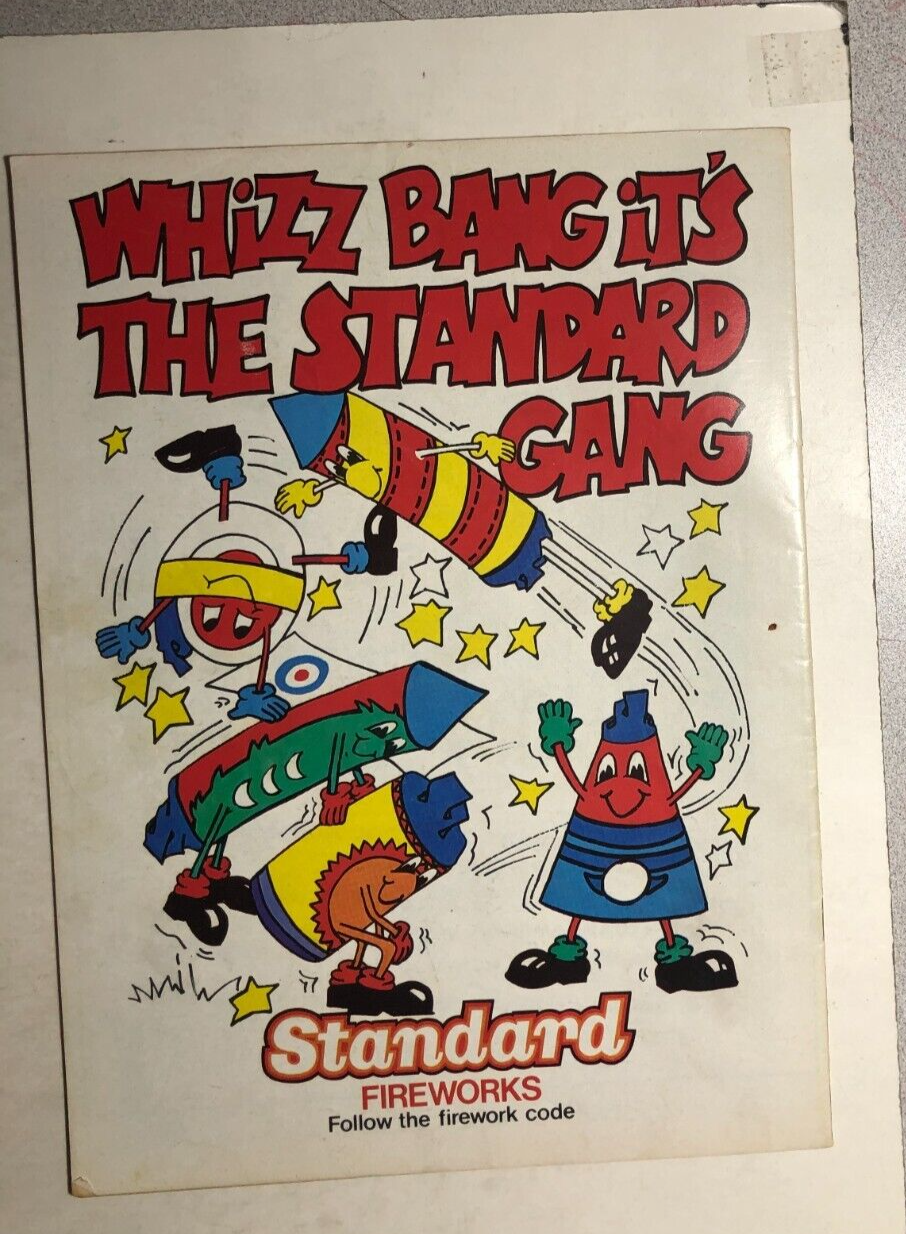 WHiZZ BANG iT'S
THE STANDARD
GANG
Standard
FIREWORKS
Follow the firework code